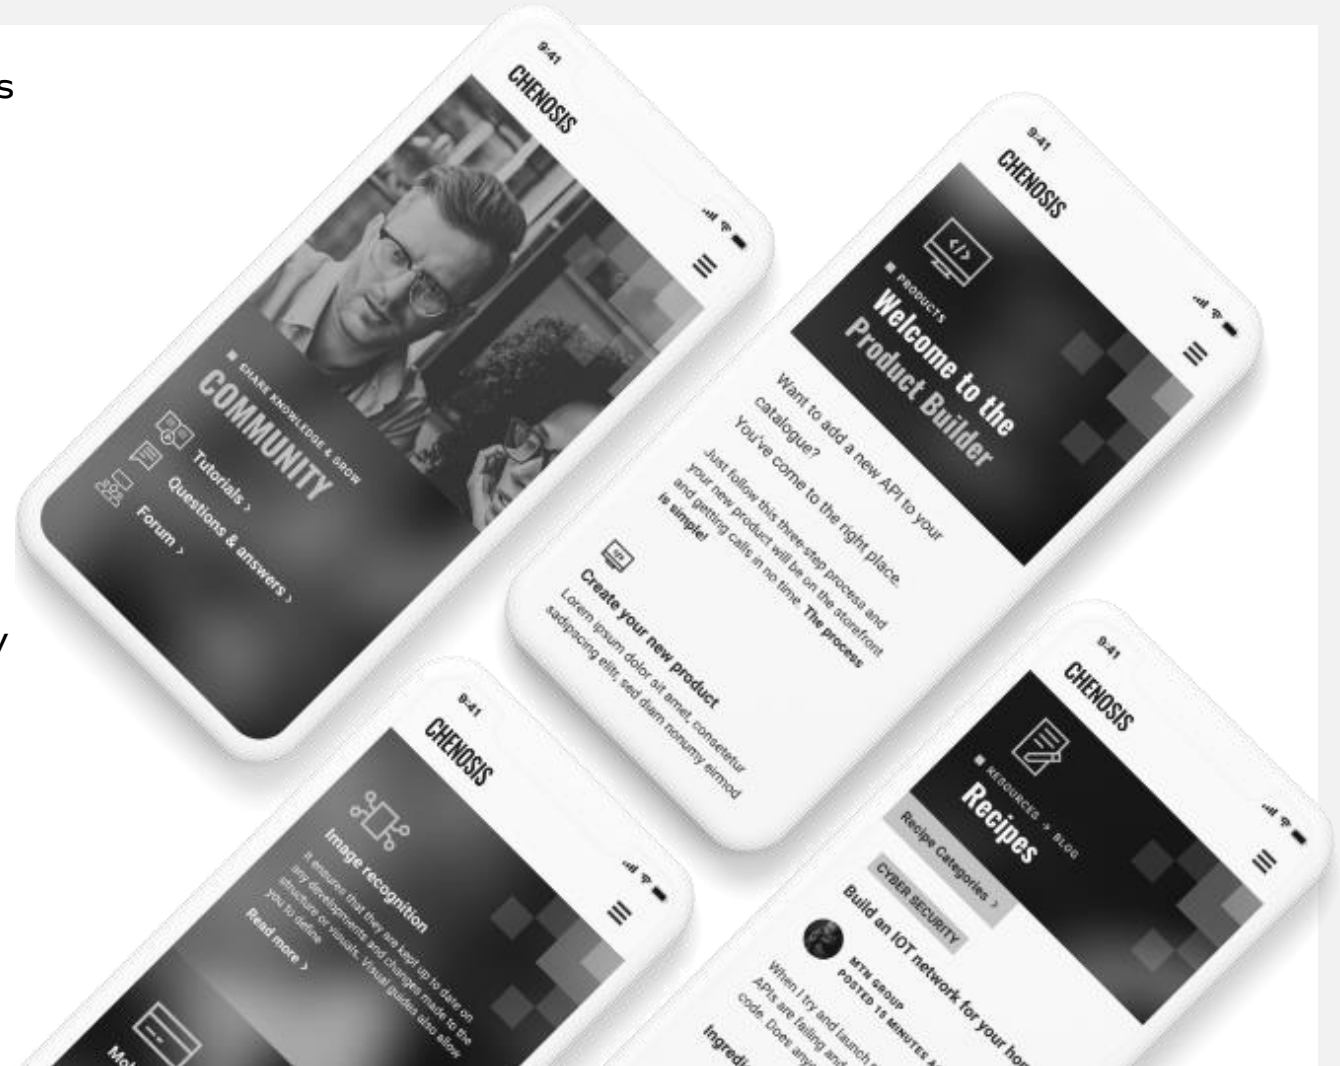 s
y
9:41
CHENOSIS
SHARE KNOWLEDGE & GROW
COMMUNITY
Tutorials ›
Questions & answers ›
Forum ›
9:41
CHENOSIS
PRODUCTS
Welcome to the
Product Builder
Want to add a new API to your
catalogue?
You've come to the right place.
Just follow this three-step process and
your new product will be on the storefront
and getting calls in no time. The process
is simple!
Create your new product
Lorem ipsum dolor sit amet, consetetur
sadipscing elitr, sed diam nonumy eirmod
9:41
CHENOSIS
Image recognition
It ensures that they are kept up to date on
any developments and changes made to the
structure or visuals. Visual guides also allow
you to define.
Read more ›
9:41
CHENOSIS
RESOURCES → BLOG
Recipes
Recipe Categories ›
CYBER SECURITY
Build an IOT network for your
MTN GROUP
POSTED 15 MINUTES
When I try and launch
APIs are failing and
code. Does